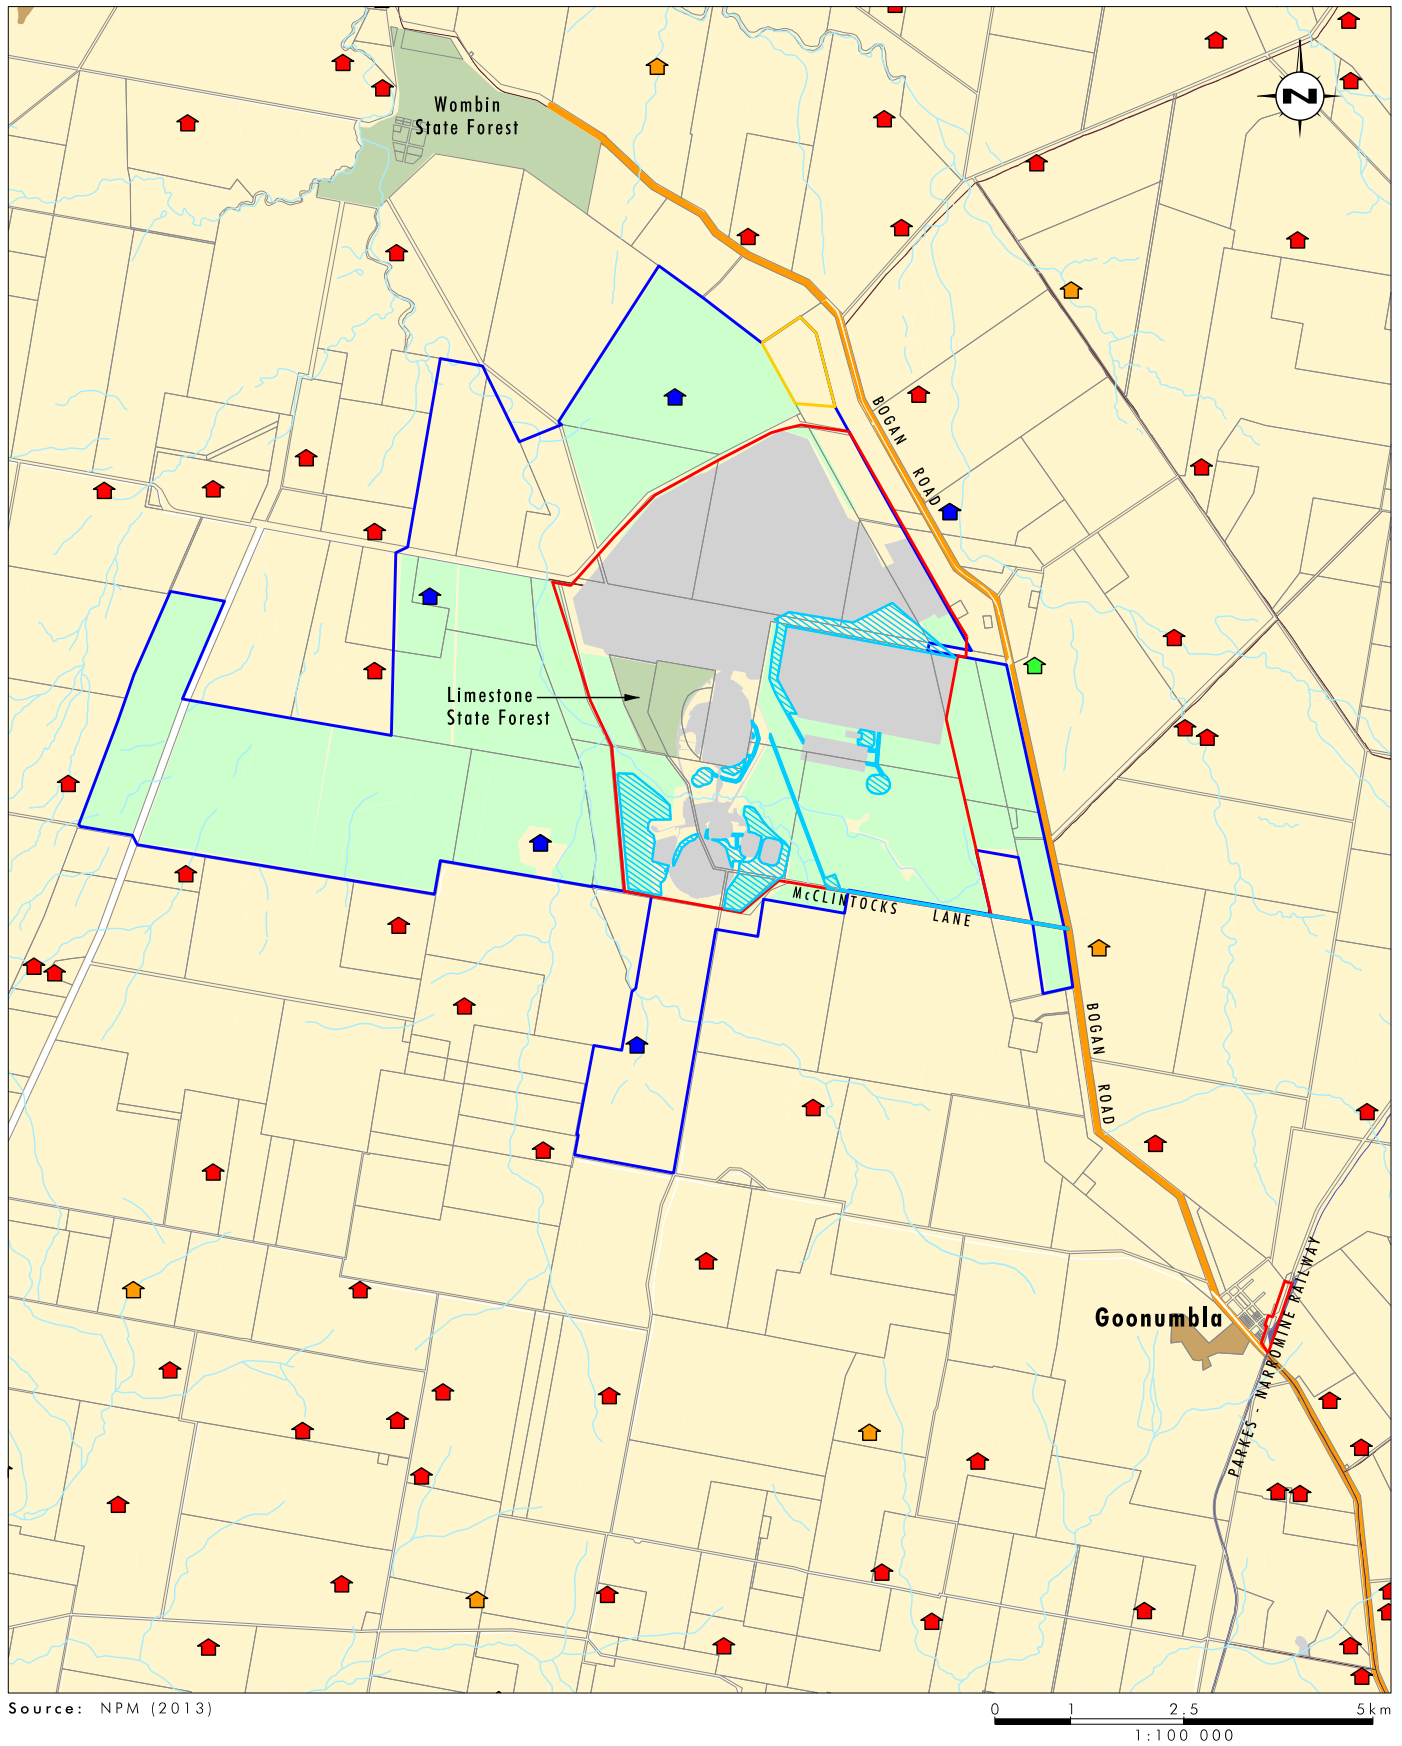 Wombin
State Forest
N
BOGAN
ROAD
Limestone
State Forest
McCLINTOCKS LANE
BOGAN
ROAD
Goonumbla
PARKES - NARROMINE RAILWAY
Source: NPM (2013)
0 1 2.5 5km
1:100 000